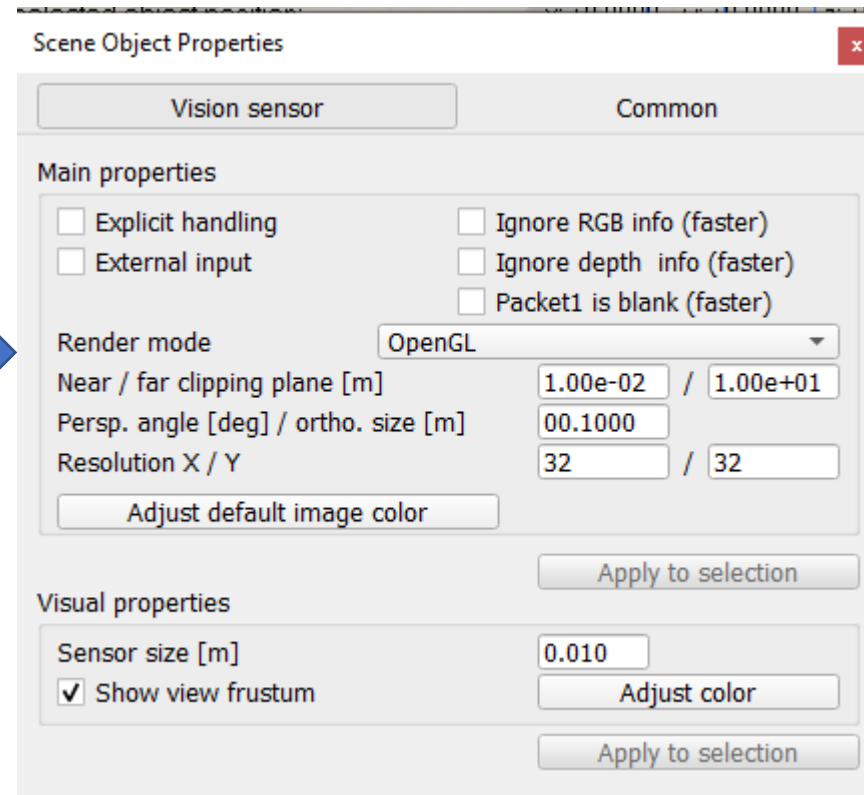 Scene Object Properties
x
Vision sensor Common
Main properties
Explicit handling Ignore RGB info (faster)
External input Ignore depth info (faster)
Packet1 is blank (faster)
Render mode OpenGL
Near / far clipping plane [m] 1.00e-02 / 1.00e+01
Persp. angle [deg] / ortho. size [m] 00.1000
Resolution X / Y 32 / 32
Adjust default image color
Apply to selection
Visual properties
Sensor size [m] 0.010
Show view frustum Adjust color
Apply to selection